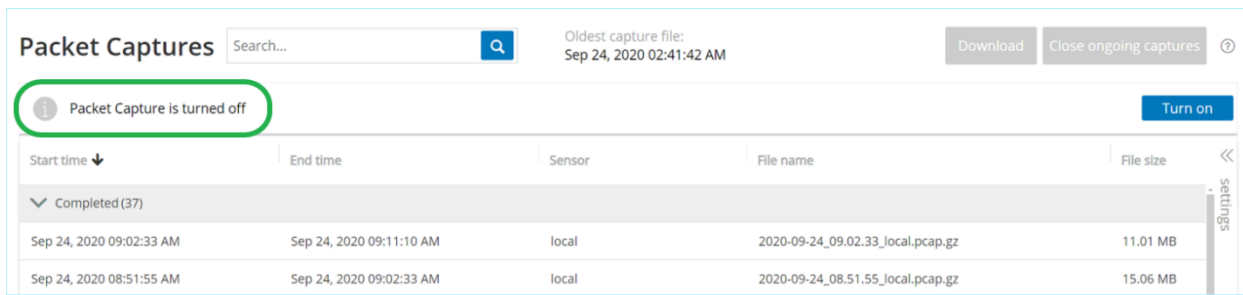 Packet Captures
Search...
Oldest capture file:
Sep 24, 2020 02:41:42 AM
Download
Close ongoing captures
Packet Capture is turned off
Turn on
Start time End time Sensor File name File size
settings
Completed (37)
Sep 24, 2020 09:02:33 AM Sep 24, 2020 09:11:10 AM local 2020-09-24_09.02.33_local.pcap.gz 11.01 MB
Sep 24, 2020 08:51:55 AM Sep 24, 2020 09:02:33 AM local 2020-09-24_08.51.55_local.pcap.gz 15.06 MB